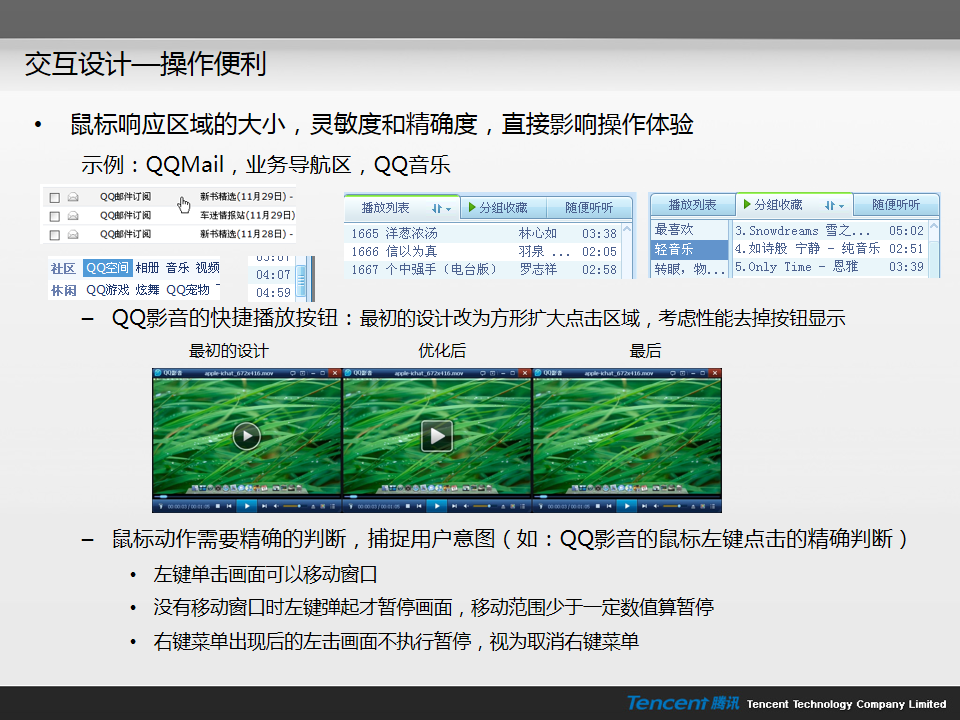 交互设计—操作便利
• 鼠标响应区域的大小，灵敏度和精确度，直接影响操作体验
示例：QQMail，业务导航区，QQ音乐
QQ邮件订阅 新书精选(11月29日) -
QQ邮件订阅 车迷情报站(11月29日)
QQ邮件订阅 新书精选(11月28日) -
社区 QQ空间 相册 音乐 视频
休闲 QQ游戏 炫舞 QQ宠物
04:07
04:59
播放列表 分组收藏 随便听听
1665 洋葱浓汤 林心如 03:38
1666 信以为真 羽泉 ... 02:05
1667 个中强手（电台版） 罗志祥 02:58
播放列表 分组收藏 随便听听
最喜欢 3.Snowdreams 雪之... 05:02
轻音乐 4.如诗般 宁静 - 纯音乐 02:51
转眼，物... 5.Only Time - 恩雅 03:39
– QQ影音的快捷播放按钮：最初的设计改为方形扩大点击区域，考虑性能去掉按钮显示
最初的设计 优化后 最后
QQ影音 apple-ichat_672x416.mov QQ影音 apple-ichat_672x416.mov QQ影音 apple-ichat_672x416.mov
00:00:03 / 00:01:05 00:00:03 / 00:01:05 00:00:03 / 00:01:05
– 鼠标动作需要精确的判断，捕捉用户意图（如：QQ影音的鼠标左键点击的精确判断）
• 左键单击画面可以移动窗口
• 没有移动窗口时左键弹起才暂停画面，移动范围少于一定数值算暂停
• 右键菜单出现后的左击画面不执行暂停，视为取消右键菜单
Tencent 腾讯 Tencent Technology Company Limited